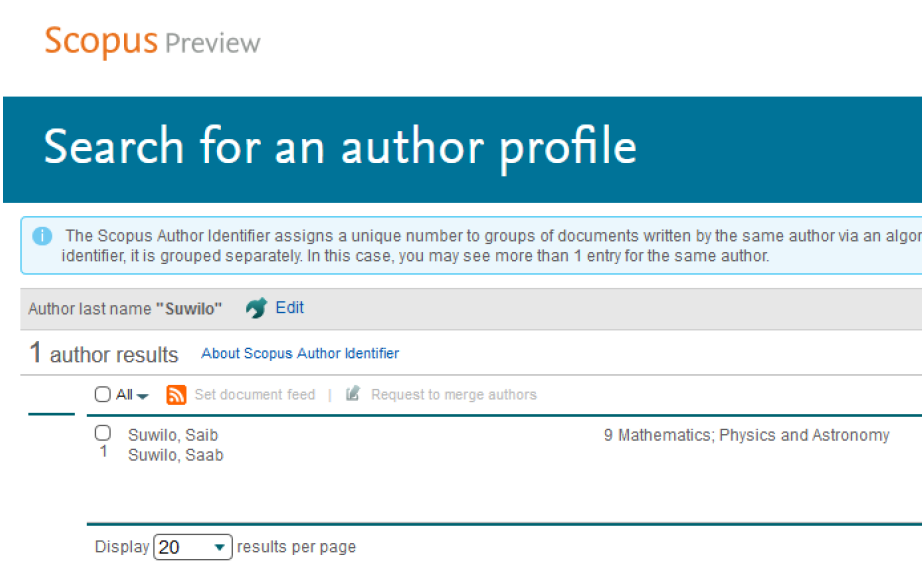 Scopus Preview
Search for an author profile
The Scopus Author Identifier assigns a unique number to groups of documents written by the same author via an algor
identifier, it is grouped separately. In this case, you may see more than 1 entry for the same author.
Author last name "Suwilo" Edit
1 author results About Scopus Author Identifier
All Set document feed | Request to merge authors
Suwilo, Saib 9 Mathematics; Physics and Astronomy
1 Suwilo, Saab
Display 20 results per page